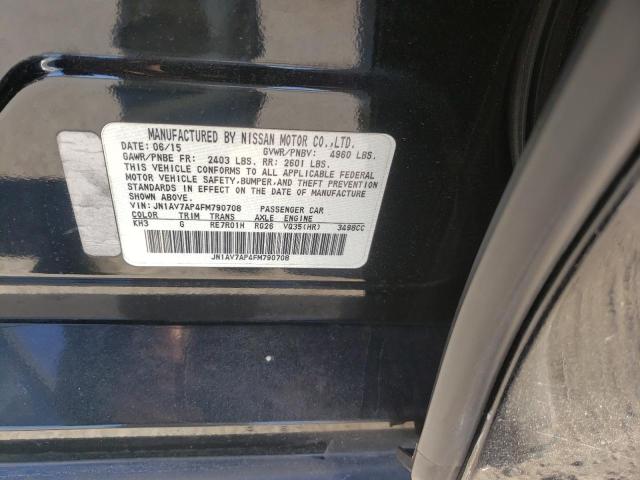 MANUFACTURED BY NISSAN MOTOR CO.,LTD.
DATE: 06/15 GVWR/PNBV: 4960 LBS.
GAWR/PNBE FR: 2403 LBS. RR: 2601 LBS.
THIS VEHICLE CONFORMS TO ALL APPLICABLE FEDERAL
MOTOR VEHICLE SAFETY,BUMPER,AND THEFT PREVENTION
STANDARDS IN EFFECT ON THE DATE OF MANUFACTURE
SHOWN ABOVE.
VIN: JN1AV7AP4FM790708 PASSENGER CAR
COLOR TRIM TRANS AXLE ENGINE
KH3 G RE7R01H RG26 VQ35(HR) 3498CC
JN1AV7AP4FM790708